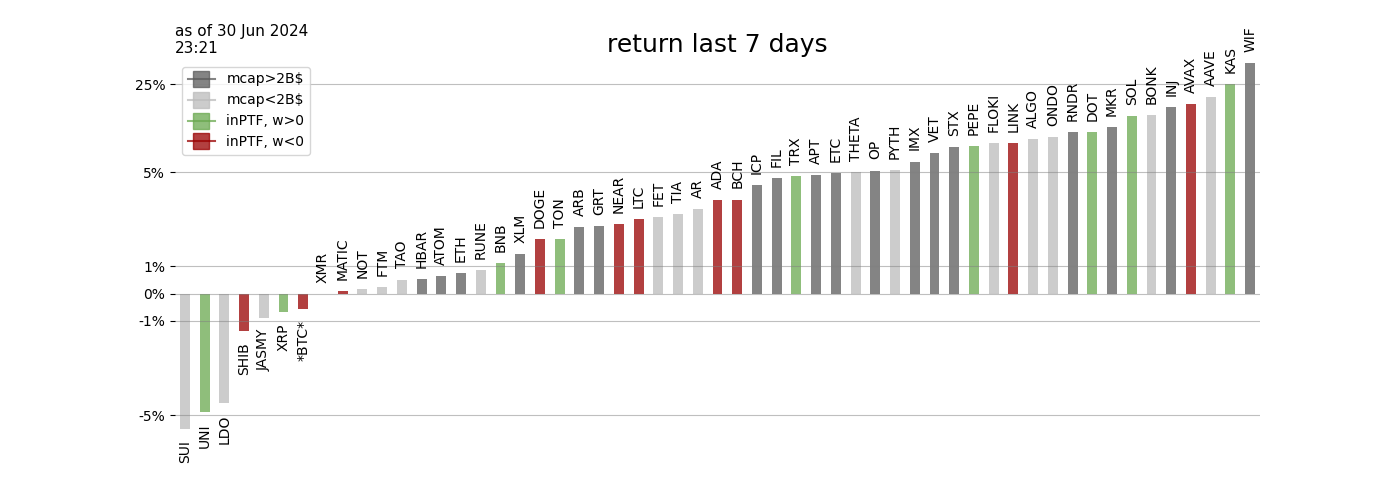 as of 30 Jun 2024
23:21
return last 7 days
mcap>2B$
mcap<2B$
inPTF, w>0
inPTF, w<0
25%
5%
1%
0%
-1%
-5%
SUI
UNI
LDO
SHIB
JASMY
XRP
*BTC*
XMR
MATIC
NOT
FTM
TAO
HBAR
ATOM
ETH
RUNE
BNB
XLM
DOGE
TON
ARB
GRT
NEAR
LTC
FET
TIA
AR
ADA
BCH
ICP
FIL
TRX
APT
ETC
THETA
OP
PYTH
IMX
VET
STX
PEPE
FLOKI
LINK
ALGO
ONDO
RNDR
DOT
MKR
SOL
BONK
INJ
AVAX
AAVE
KAS
WIF